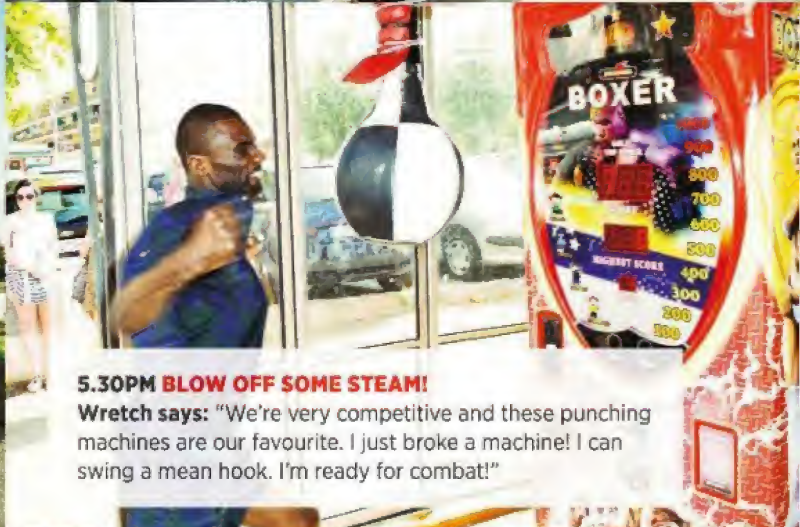 BOXER
900
800
700
600
500
HIGHEST SCORE
400
300
200
100
5.30PM BLOW OFF SOME STEAM!
Wretch says: “We’re very competitive and these punching
machines are our favourite. I just broke a machine! I can
swing a mean hook. I’m ready for combat!”